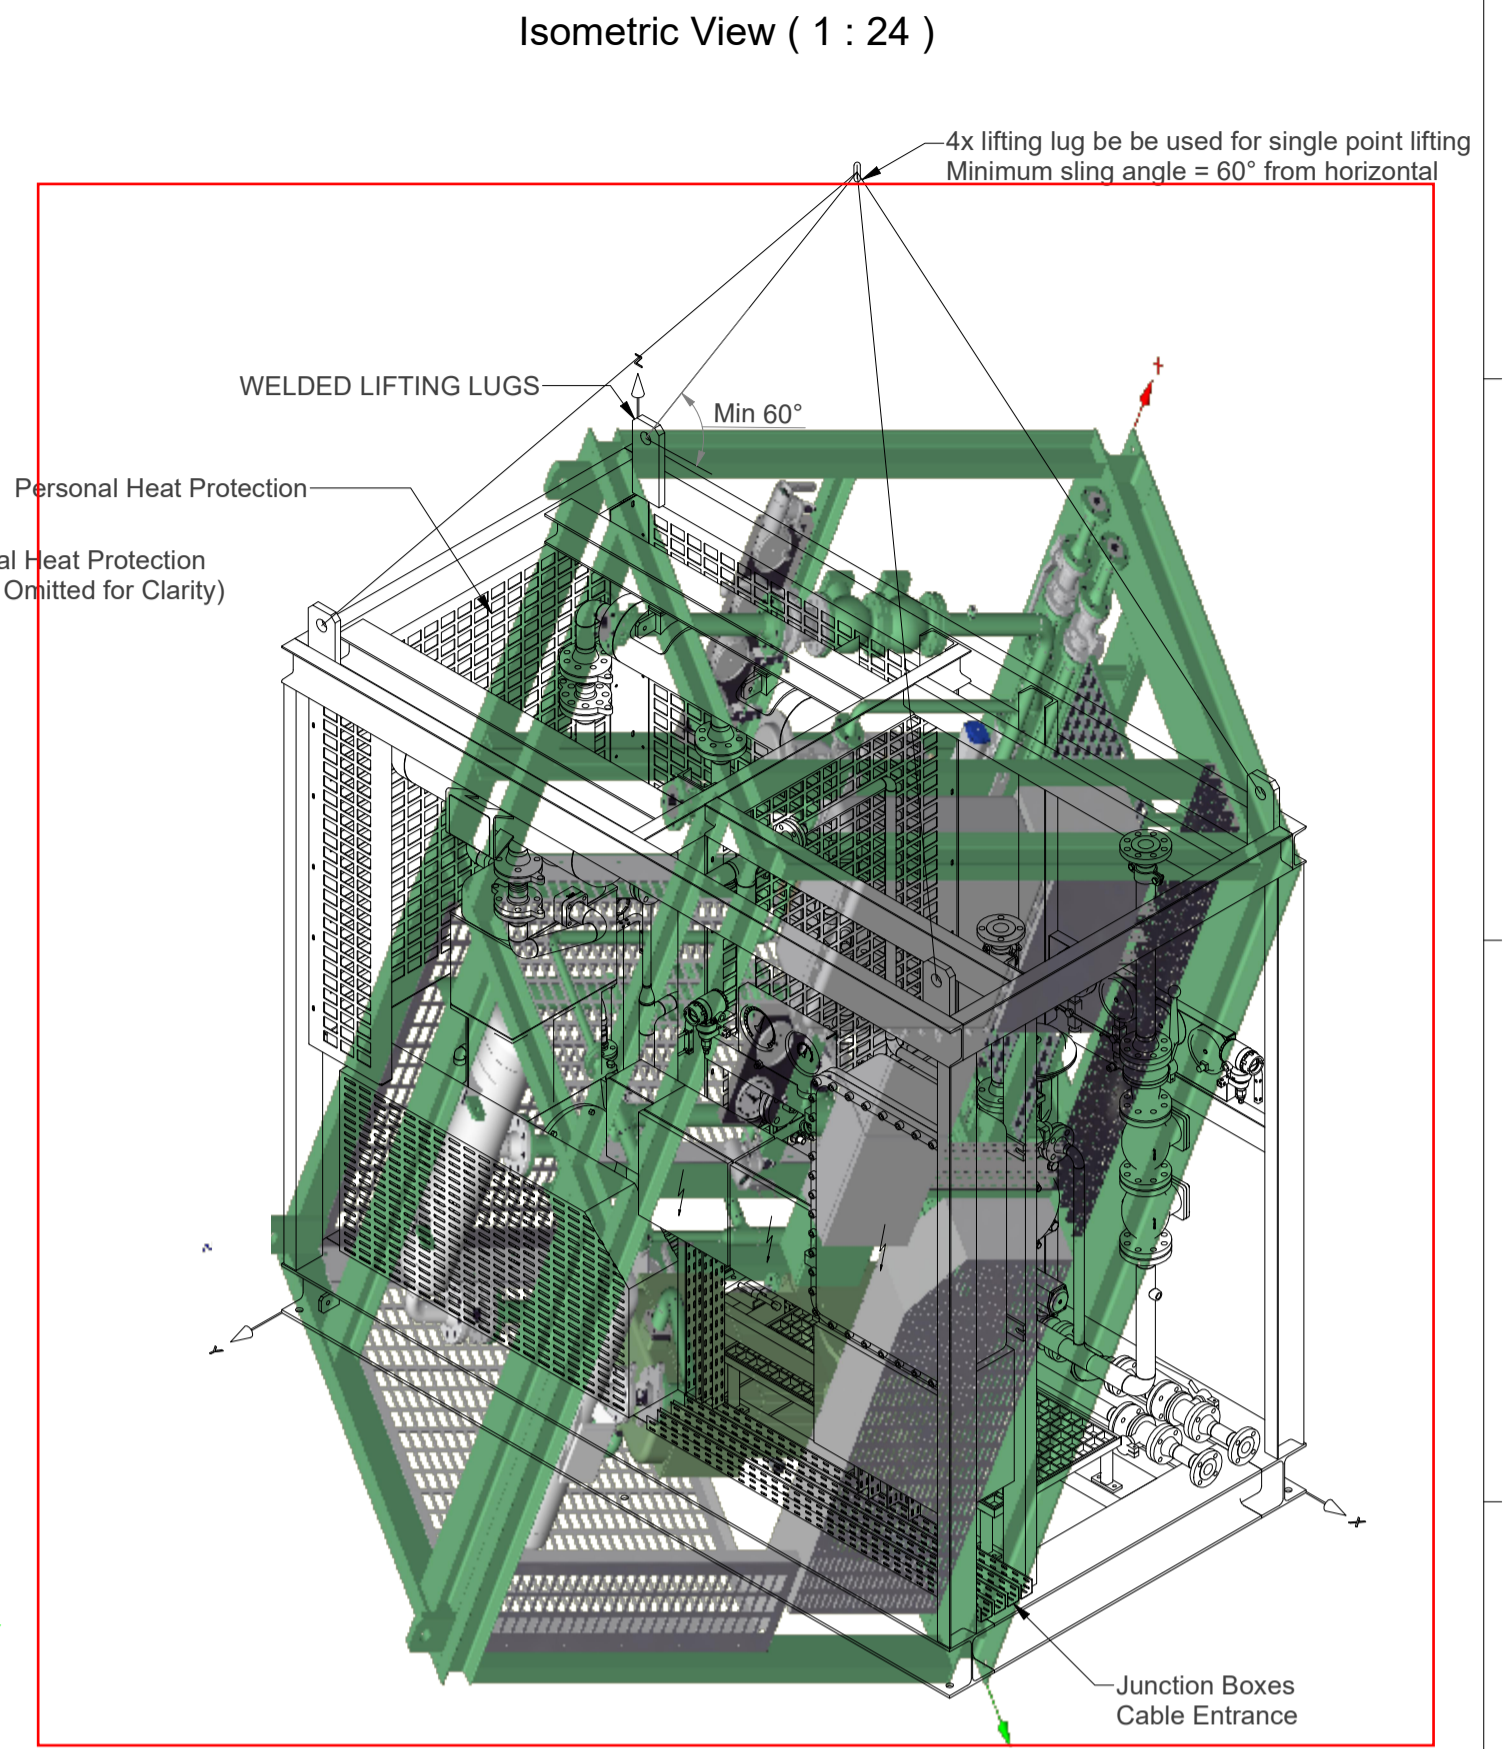 Isometric View ( 1 : 24 )
4x lifting lug be be used for single point lifting
Minimum sling angle = 60° from horizontal
WELDED LIFTING LUGS
Min 60°
Personal Heat Protection
al Heat Protection
Omitted for Clarity)
Z
Y
X
Junction Boxes
Cable Entrance